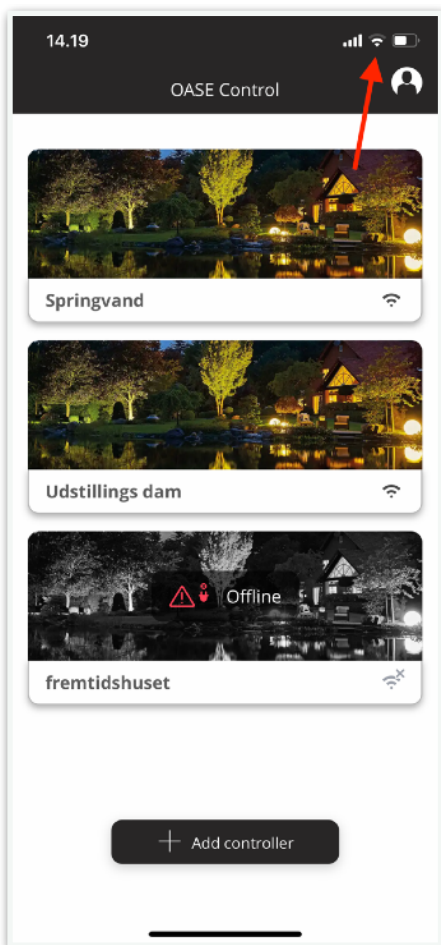 14.19
OASE Control
Springvand
Udstillings dam
Offline
fremtidshuset
Add controller